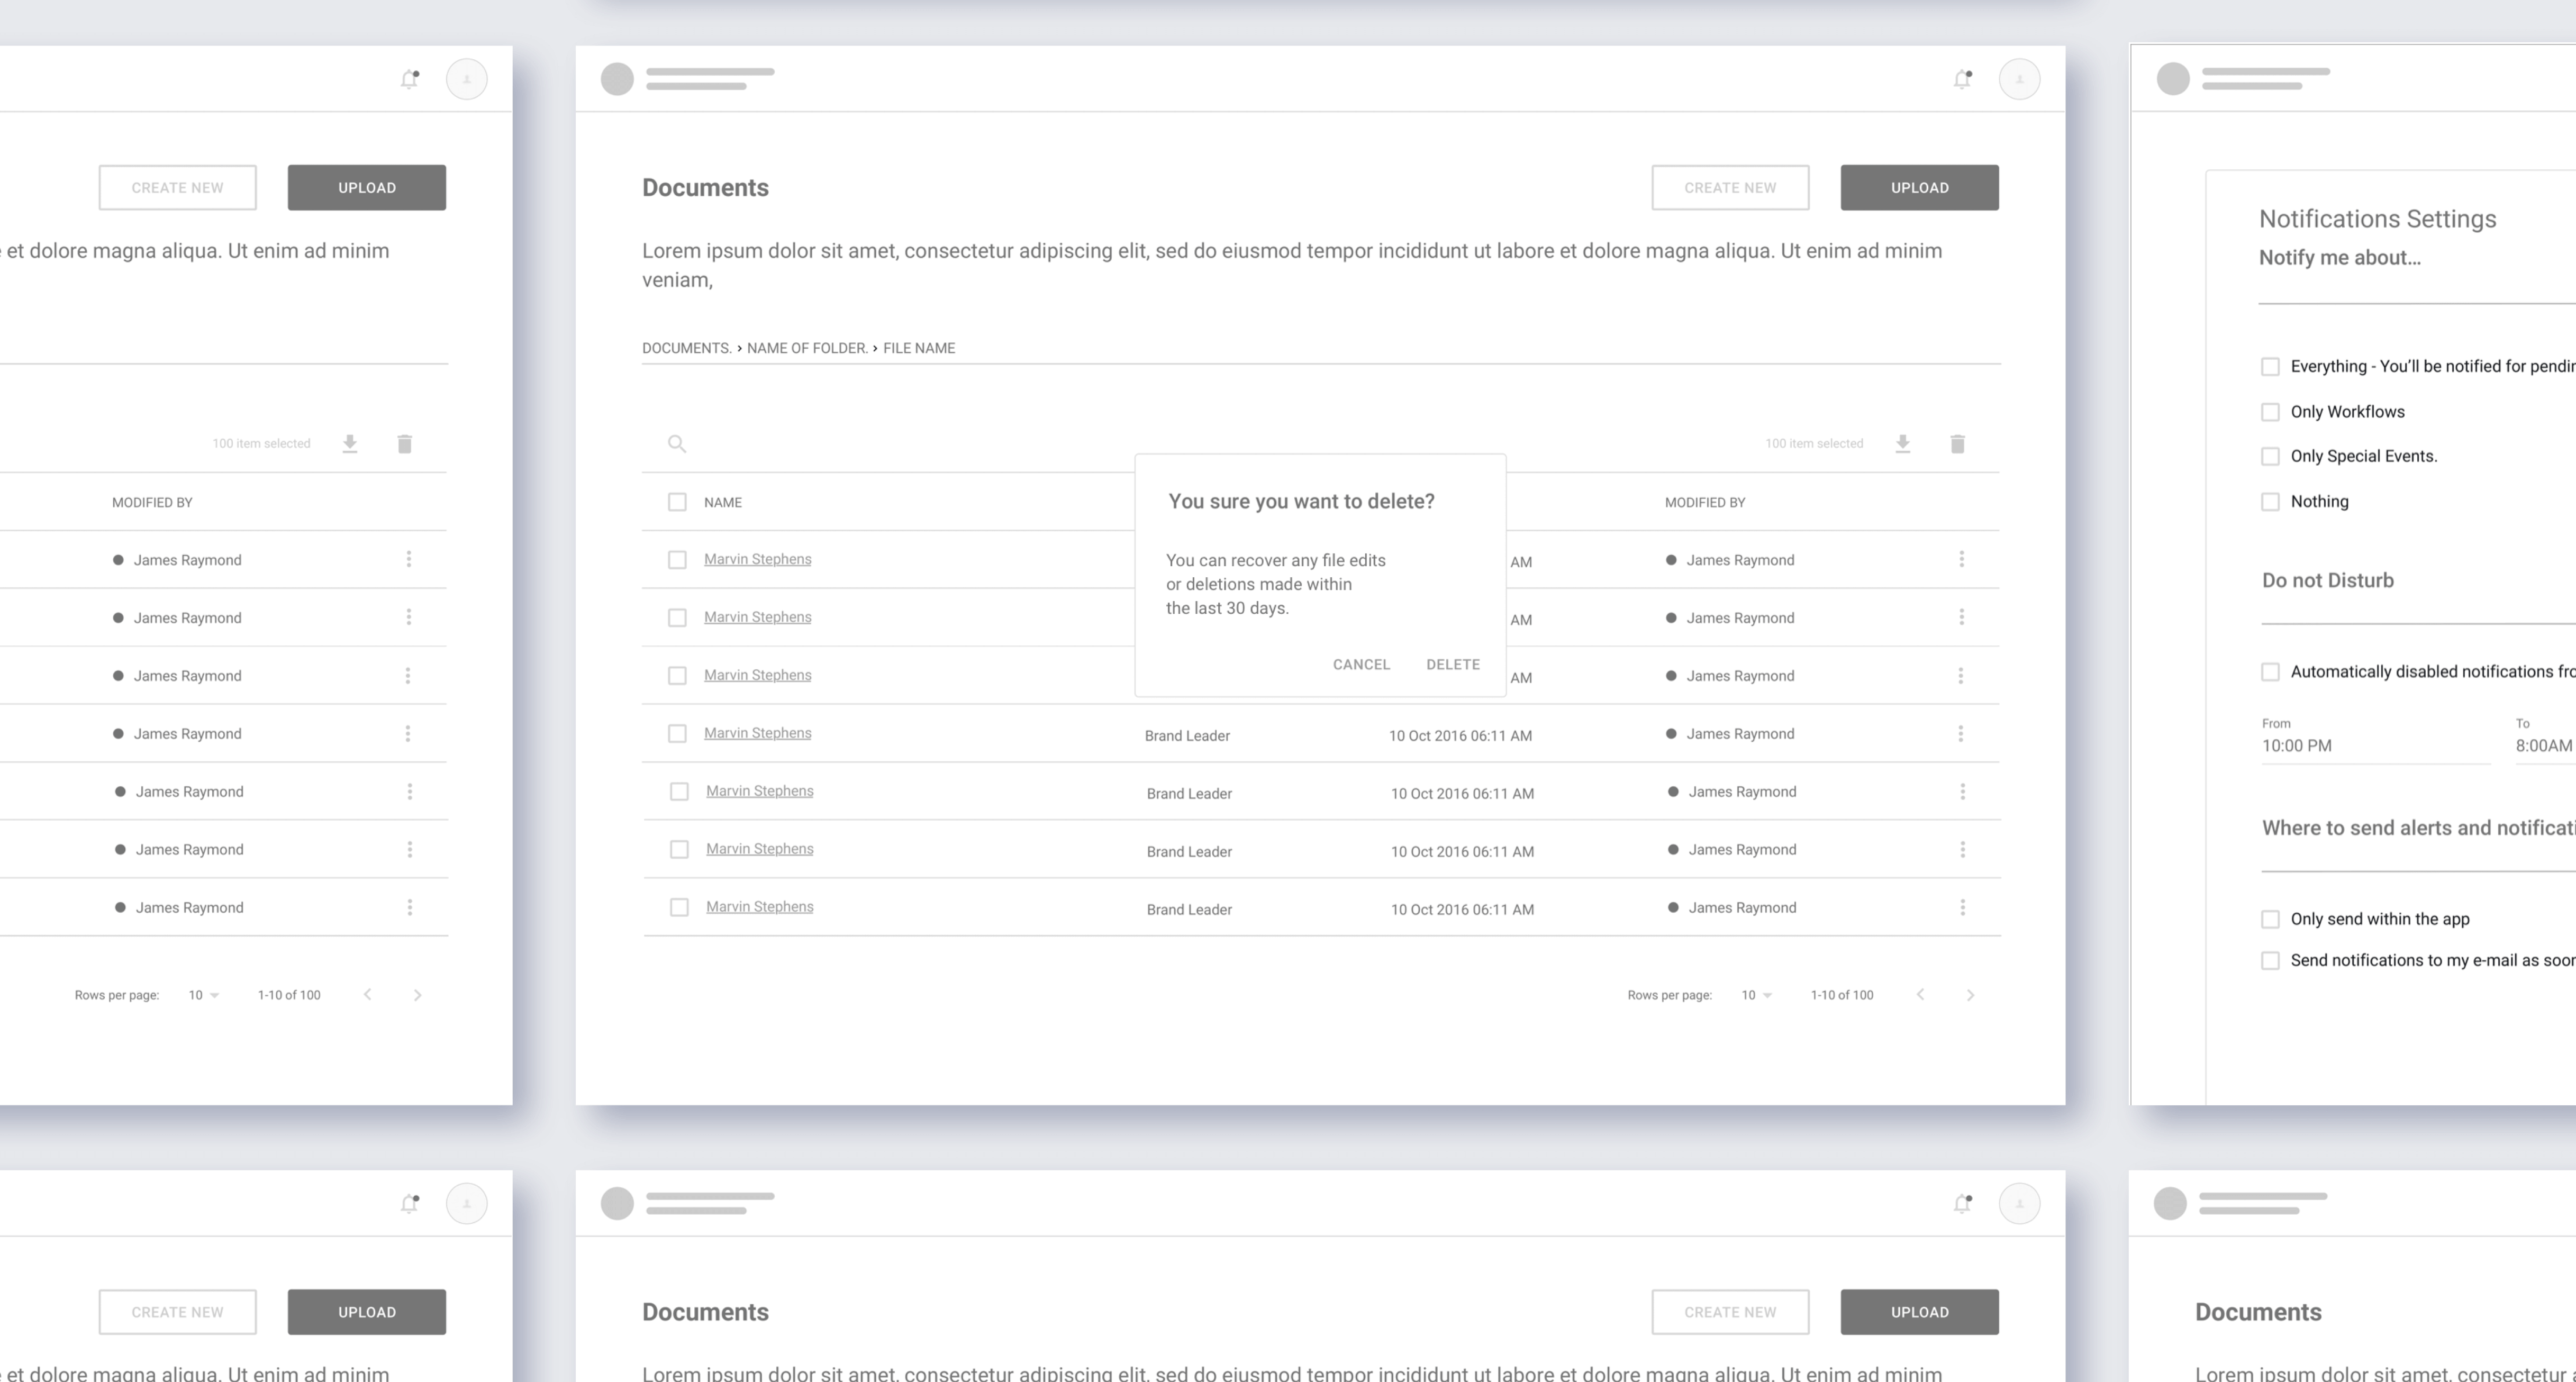 CREATE NEW
UPLOAD
et dolore magna aliqua. Ut enim ad minim
100 item selected
MODIFIED BY
James Raymond
James Raymond
James Raymond
James Raymond
James Raymond
James Raymond
James Raymond
Rows per page: 10 1-10 of 100
Documents
CREATE NEW
UPLOAD
Lorem ipsum dolor sit amet, consectetur adipiscing elit, sed do eiusmod tempor incididunt ut labore et dolore magna aliqua. Ut enim ad minim
veniam,
DOCUMENTS. › NAME OF FOLDER. › FILE NAME
100 item selected
NAME
MODIFIED BY
You sure you want to delete?
You can recover any file edits
or deletions made within
the last 30 days.
CANCEL DELETE
Marvin Stephens AM James Raymond
Marvin Stephens AM James Raymond
Marvin Stephens AM James Raymond
Marvin Stephens Brand Leader 10 Oct 2016 06:11 AM James Raymond
Marvin Stephens Brand Leader 10 Oct 2016 06:11 AM James Raymond
Marvin Stephens Brand Leader 10 Oct 2016 06:11 AM James Raymond
Marvin Stephens Brand Leader 10 Oct 2016 06:11 AM James Raymond
Rows per page: 10 1-10 of 100
Notifications Settings
Notify me about...
Everything - You'll be notified for
Only Workflows
Only Special Events.
Nothing
Do not Disturb
Automatically disabled notifications
From To
10:00 PM 8:00AM
Where to send alerts and
Only send within the app
Send notifications to my e-mail as
CREATE NEW
UPLOAD
et dolore magna aliqua. Ut enim ad minim
Documents
CREATE NEW
UPLOAD
Lorem ipsum dolor sit amet, consectetur adipiscing elit, sed do eiusmod tempor incididunt ut labore et dolore magna aliqua. Ut enim ad minim
Documents
Lorem ipsum dolor sit amet, consectetur